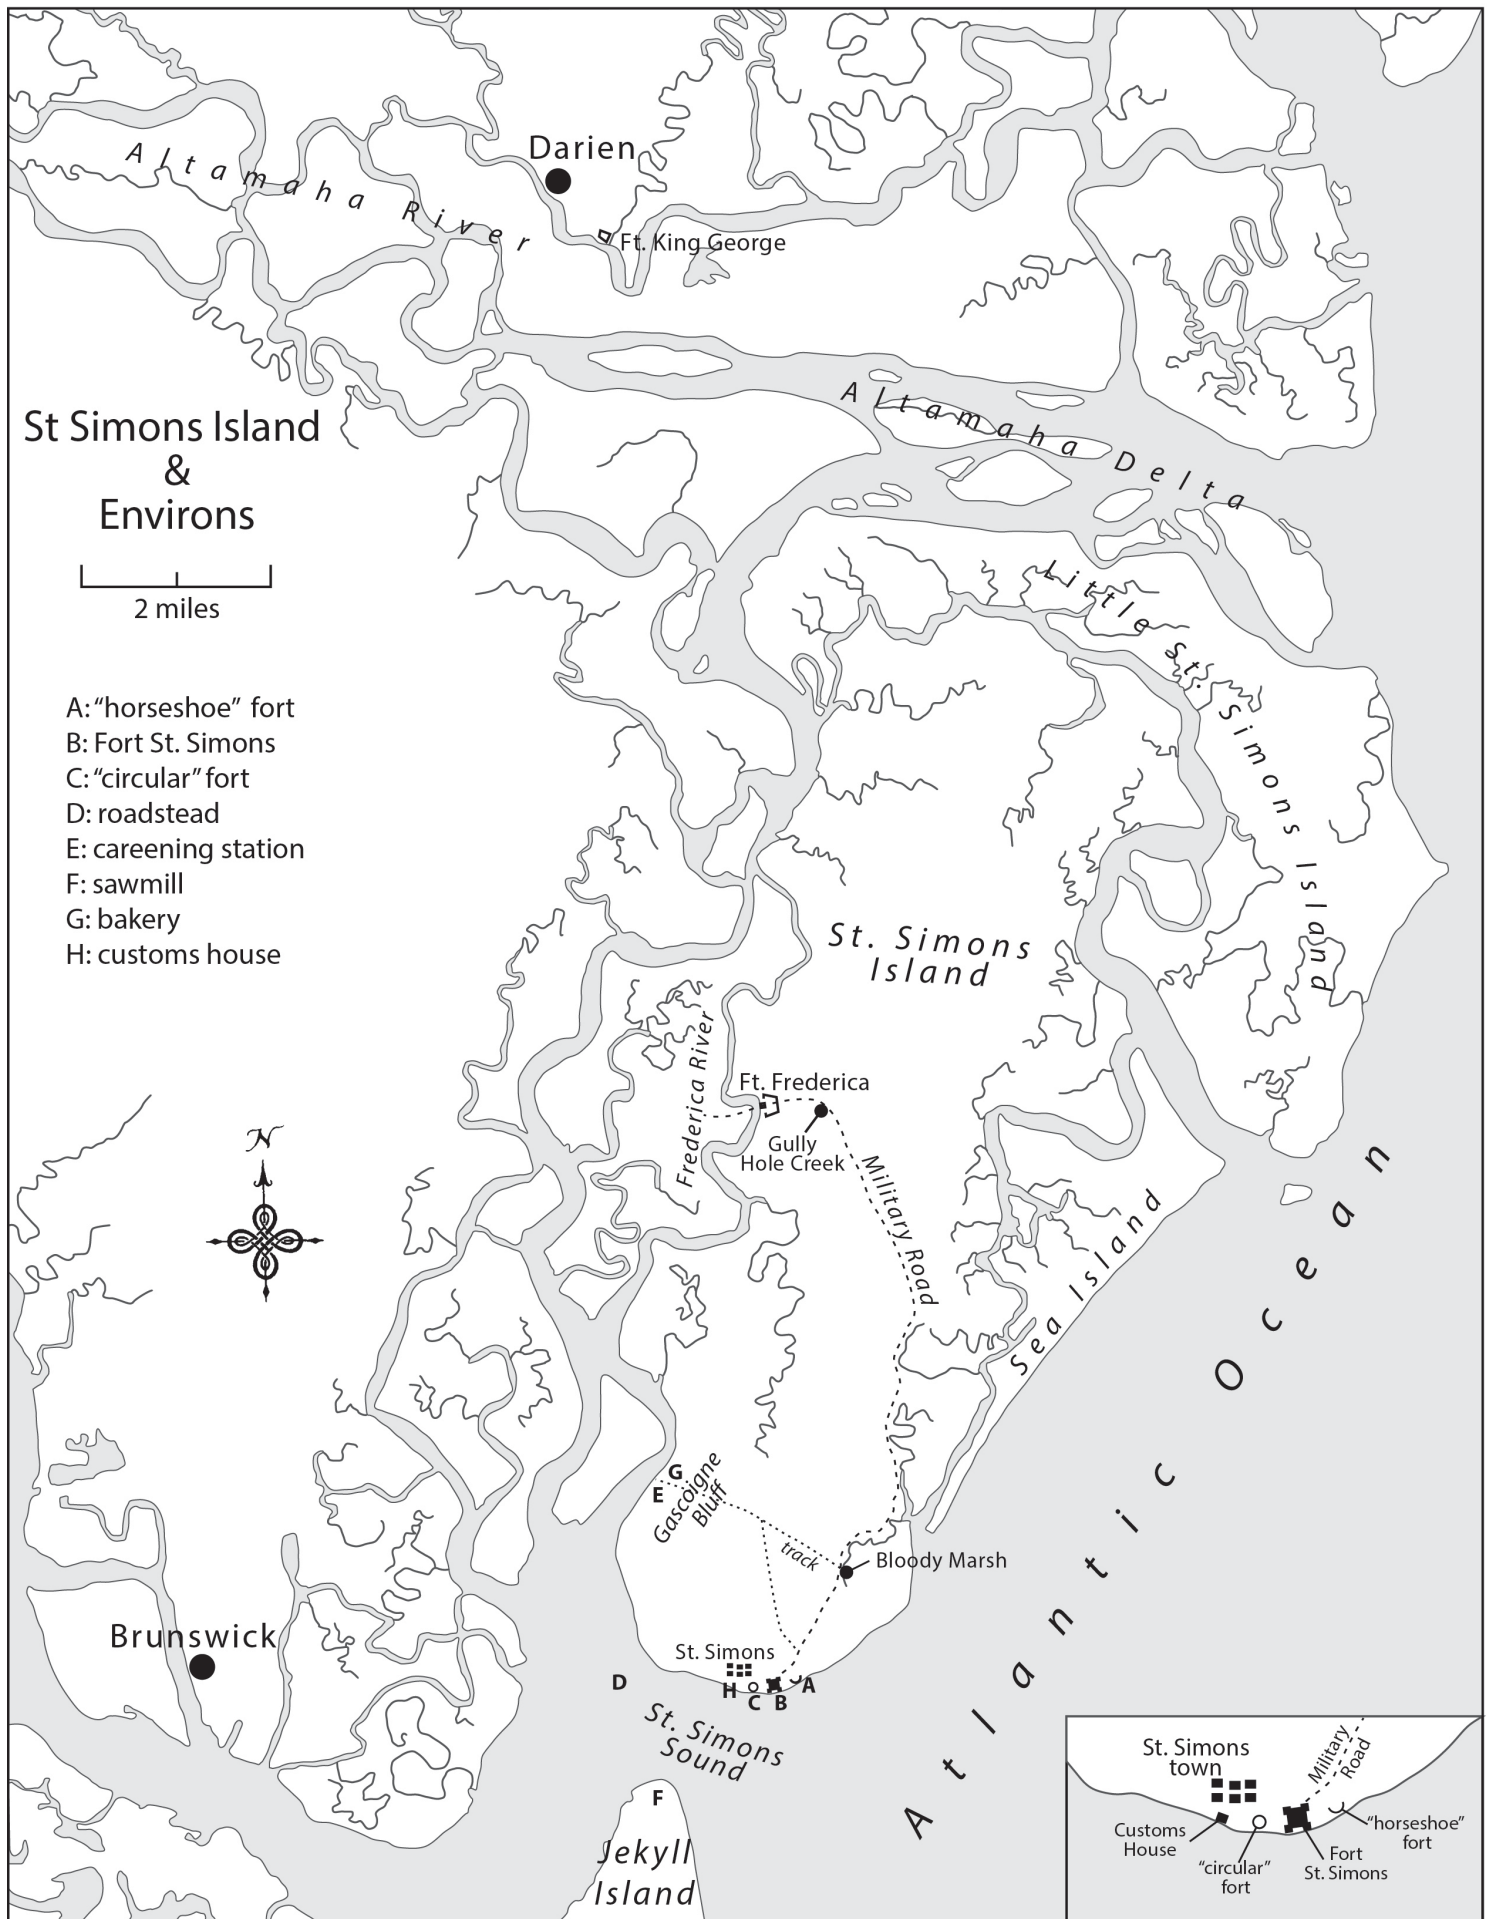 Darien
Altamaha River
Ft. King George
Altamaha Delta
St Simons Island
&
Environs
2 miles
Little St. Simons Island
A: “horseshoe” fort
B: Fort St. Simons
C: “circular” fort
D: roadstead
E: careening station
F: sawmill
G: bakery
H: customs house
St. Simons
Island
Frederica River
Ft. Frederica
Gully
Hole Creek
Military Road
N
Sea Island
Atlantic Ocean
G
E
Gascoigne
Bluff
track
Bloody Marsh
Brunswick
St. Simons
D
H
C
B
A
St. Simons
Sound
F
Jekyll
Island
St. Simons
town
Military
Road
Customs
House
“circular”
fort
Fort
St. Simons
“horseshoe”
fort